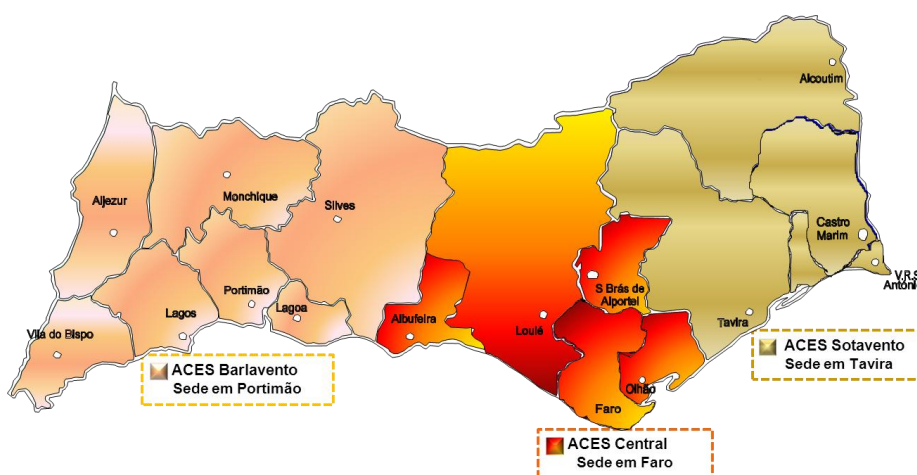 Alcoutim
Aljezur
Monchique
Silves
Castro
Marim
V.R.S
António
S Brás de
Alportel
Portimão
Lagoa
Lagos
Albufeira
Loulé
Tavira
Vila do Bispo
Olhão
Faro
ACES Barlavento
Sede em Portimão
ACES Sotavento
Sede em Tavira
ACES Central
Sede em Faro